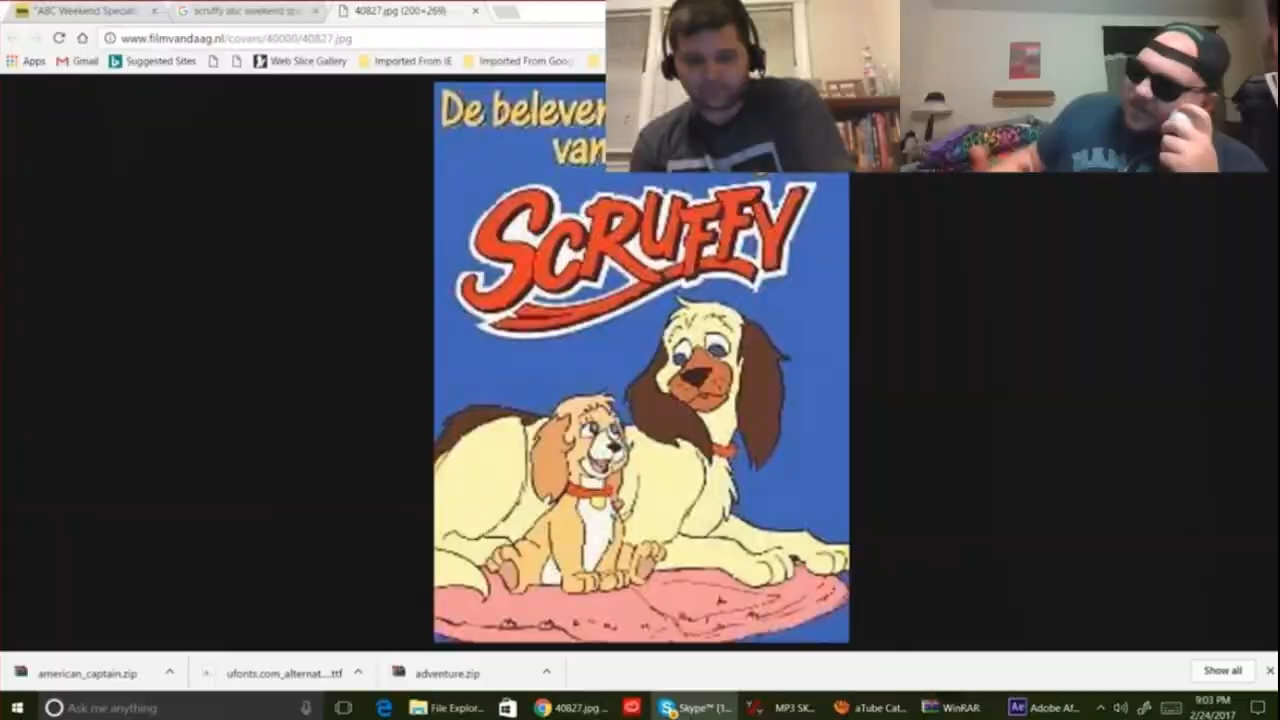 "ABC Weekend Special
scruffy abc weekend spe
40827.jpg (200×269)
www.filmvandaag.nl/covers/40000/40827.jpg
Apps Gmail Suggested Sites Web Slice Gallery Imported From IE Imported From Goog
De belever
van
SCRUFFY
american_captain.zip ufonts.com_alternat....ttf adventure.zip Show all
Ask me anything File Explor... 40827.jpg ... Skype™ (1... MP3 SK... aTube Cat... WinRAR Adobe Af...
9:03 PM
2/24/2017